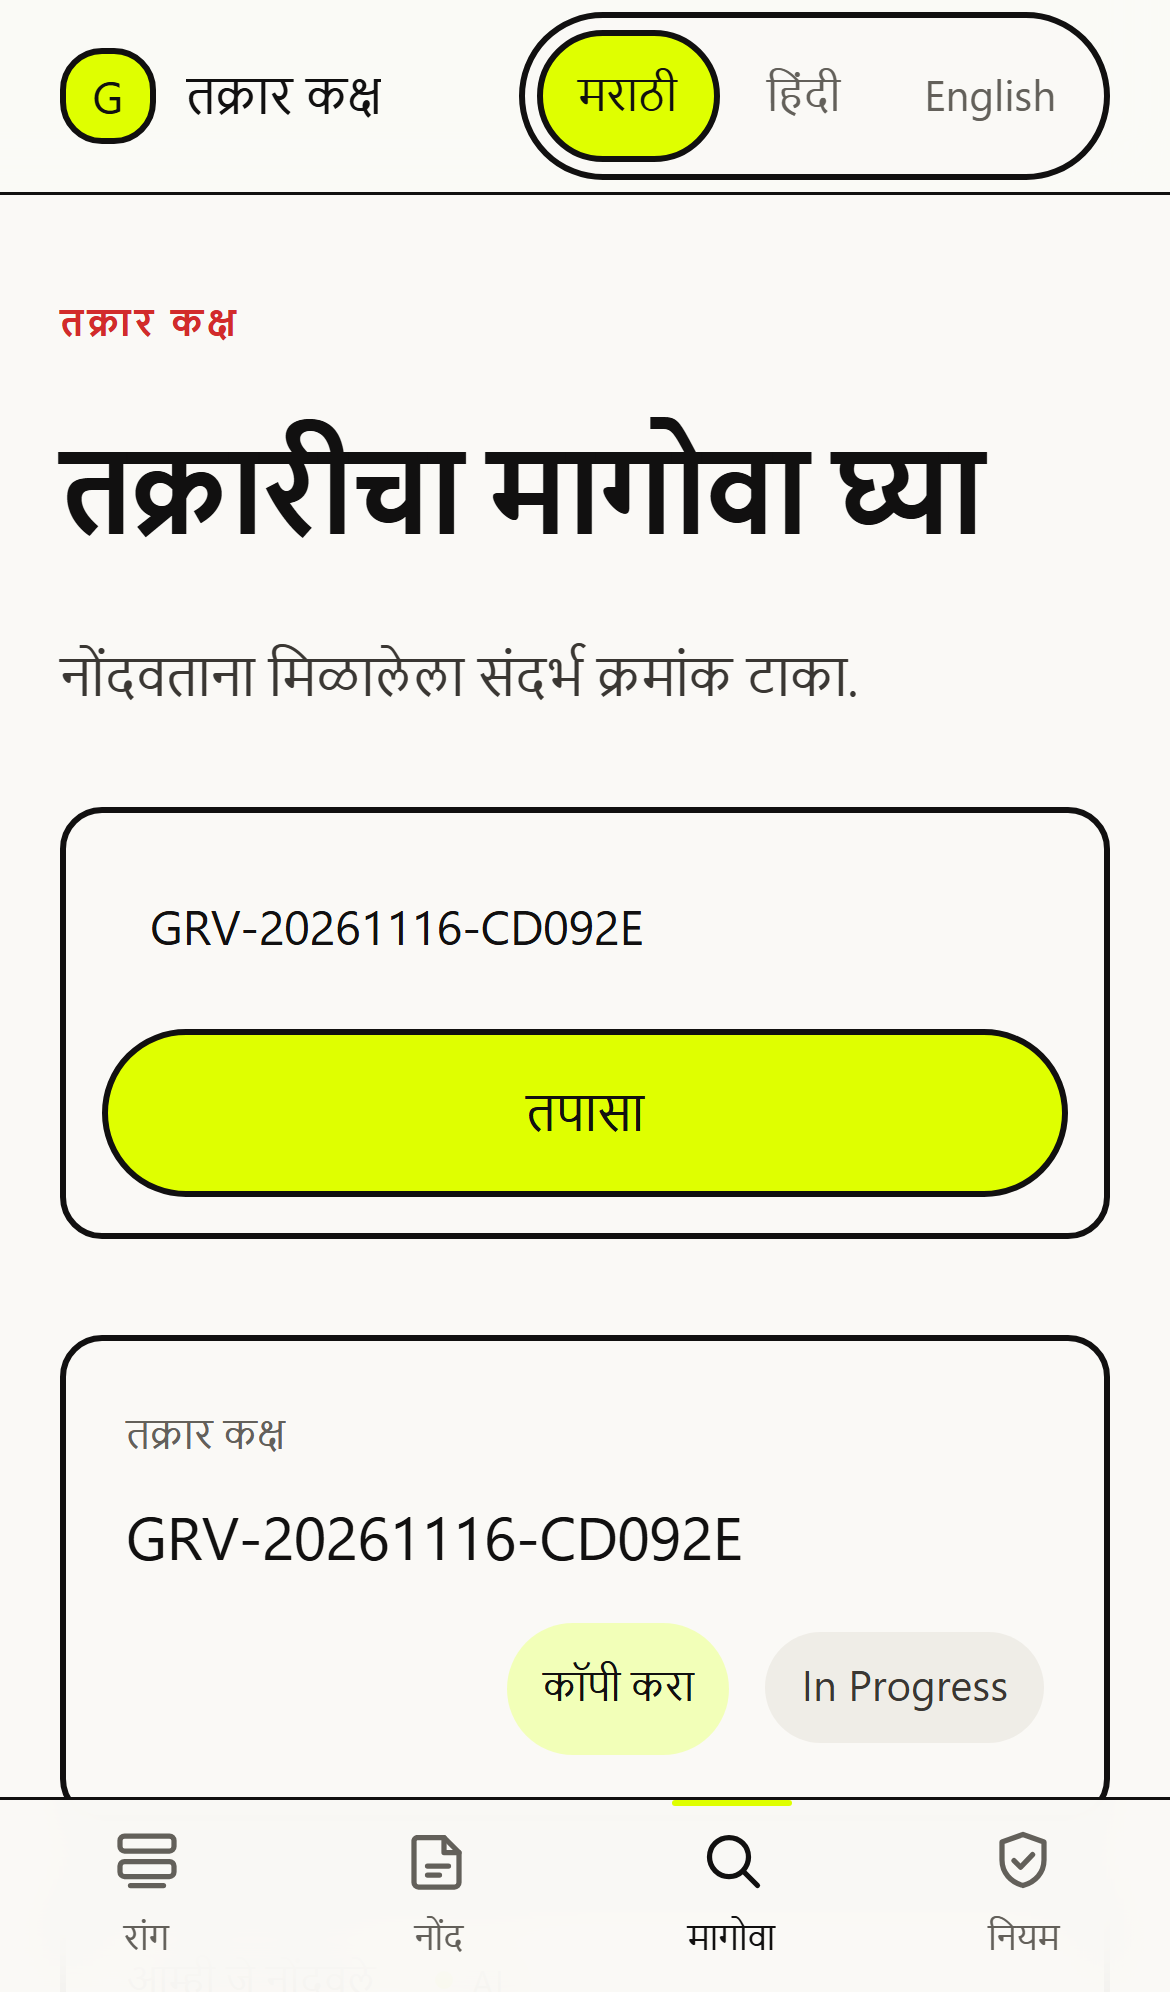 G तक्रार कक्ष मराठी हिंदी English
तक्रार कक्ष
तक्रारीचा मागोवा घ्या
नोंदवताना मिळालेला संदर्भ क्रमांक टाका.
GRV-20261116-CD092E
तपासा
तक्रार कक्ष
GRV-20261116-CD092E
कॉपी करा In Progress
रांग नोंद मागोवा नियम